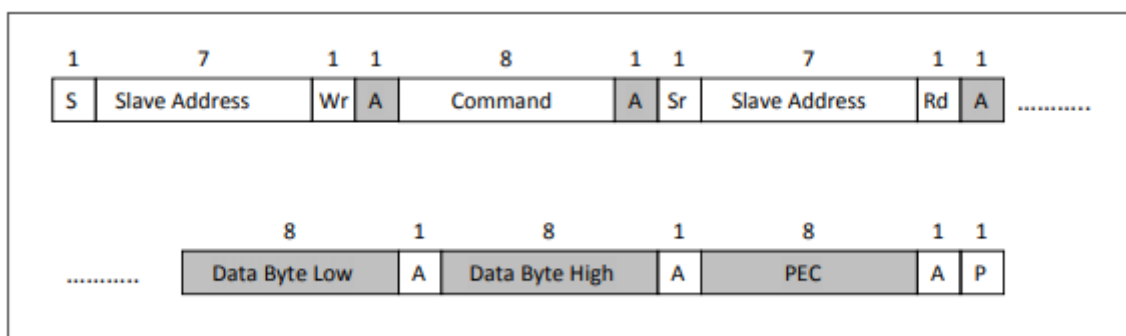 1 7 1 1 8 1 1 7 1 1
S Slave Address Wr A Command A Sr Slave Address Rd A ...........
8 1 8 1 8 1 1
........... Data Byte Low A Data Byte High A PEC A P